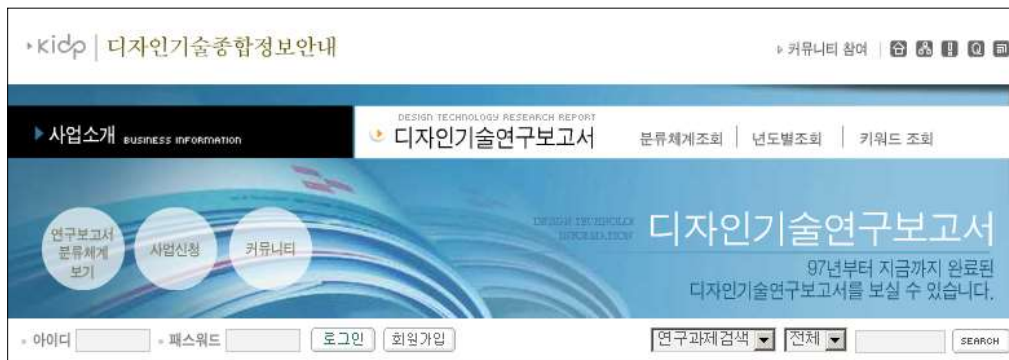 kidp 디자인기술종합정보안내
커뮤니티 참여
사업소개 BUSINESS INFORMATION
DESIGN TECHNOLOGY RESEARCH REPORT
디자인기술연구보고서
분류체계조회 년도별조회 키워드 조회
연구보고서
분류체계
보기
사업신청
커뮤니티
DESIGN TECHNOLOGY
INFORMATION
디자인기술연구보고서
97년부터 지금까지 완료된
디자인기술연구보고서를 보실 수 있습니다.
아이디 패스워드 로그인 회원가입 연구과제검색 전체 SEARCH